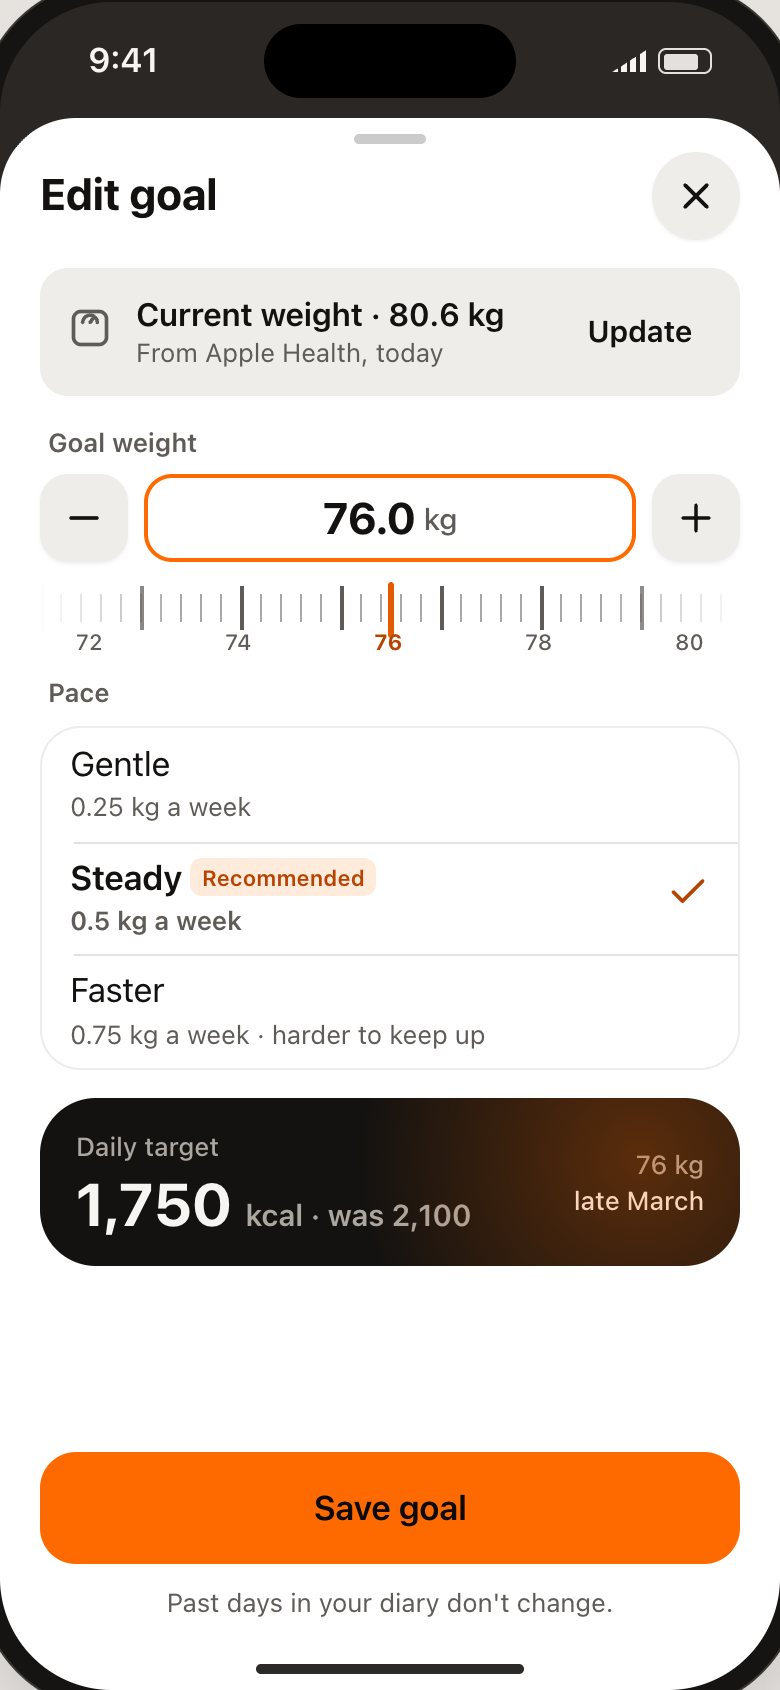 9:41
Edit goal
Current weight · 80.6 kg
From Apple Health, today
Update
Goal weight
76.0 kg
72 74 76 78 80
Pace
Gentle
0.25 kg a week
Steady Recommended
0.5 kg a week
Faster
0.75 kg a week · harder to keep up
Daily target
1,750 kcal · was 2,100
76 kg
late March
Save goal
Past days in your diary don't change.